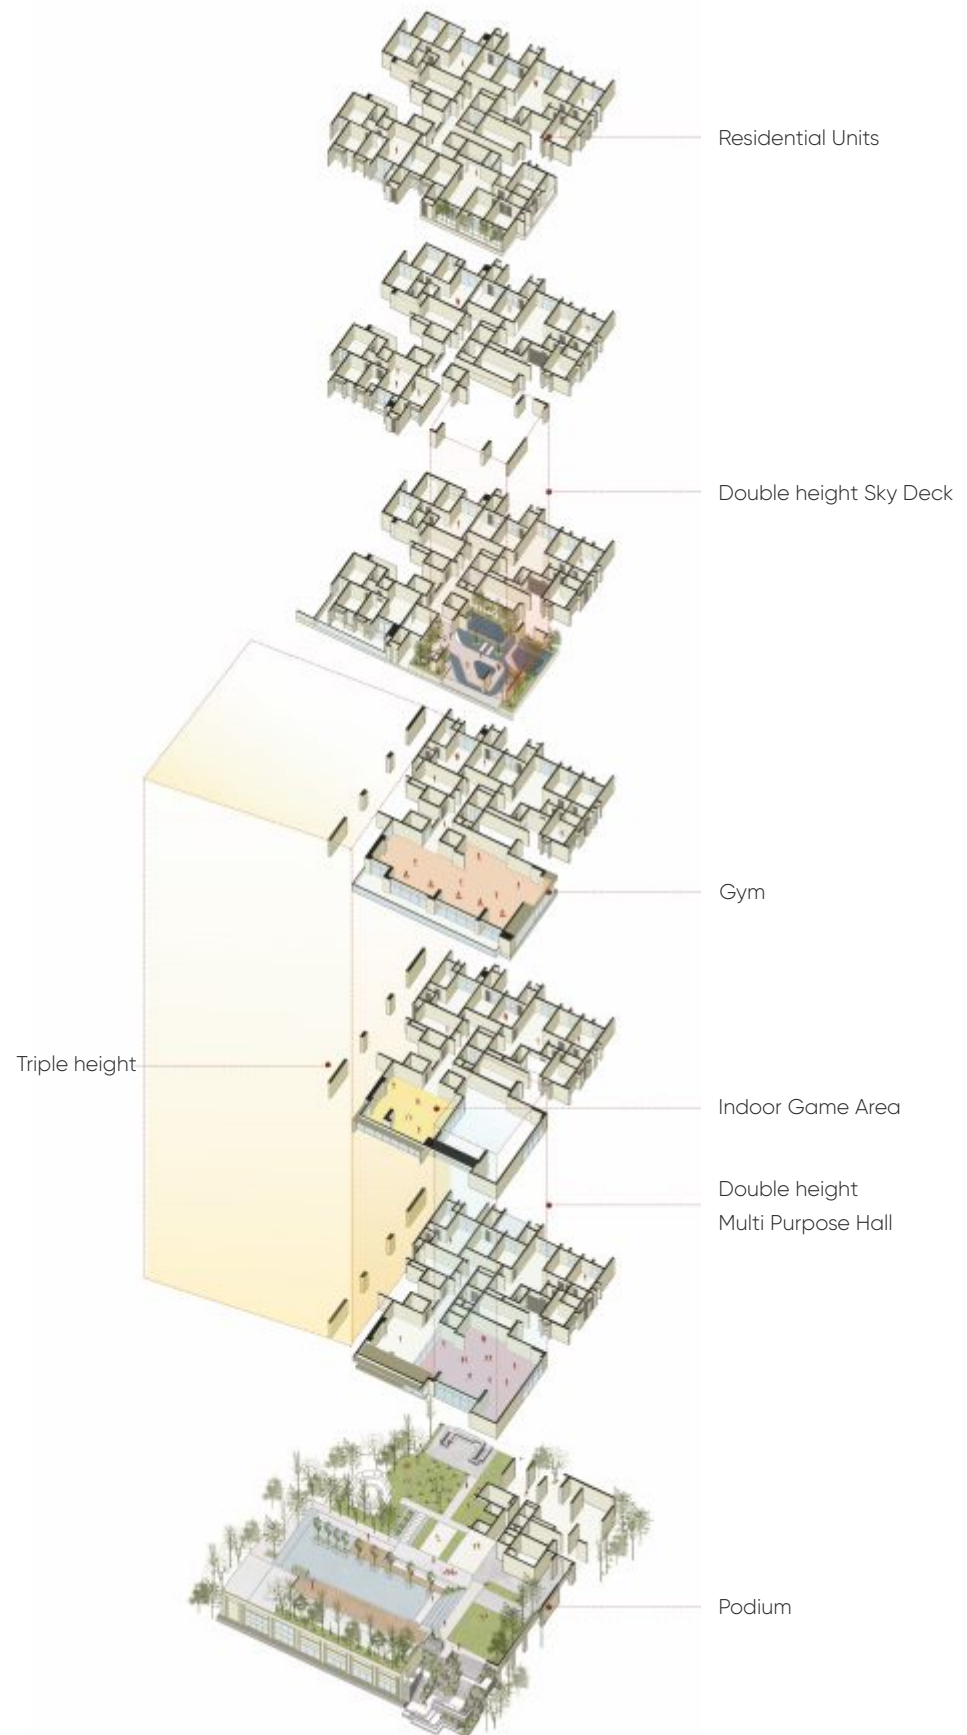 Residential Units
Double height Sky Deck
Gym
Triple height
Indoor Game Area
Double height
Multi Purpose Hall
Podium